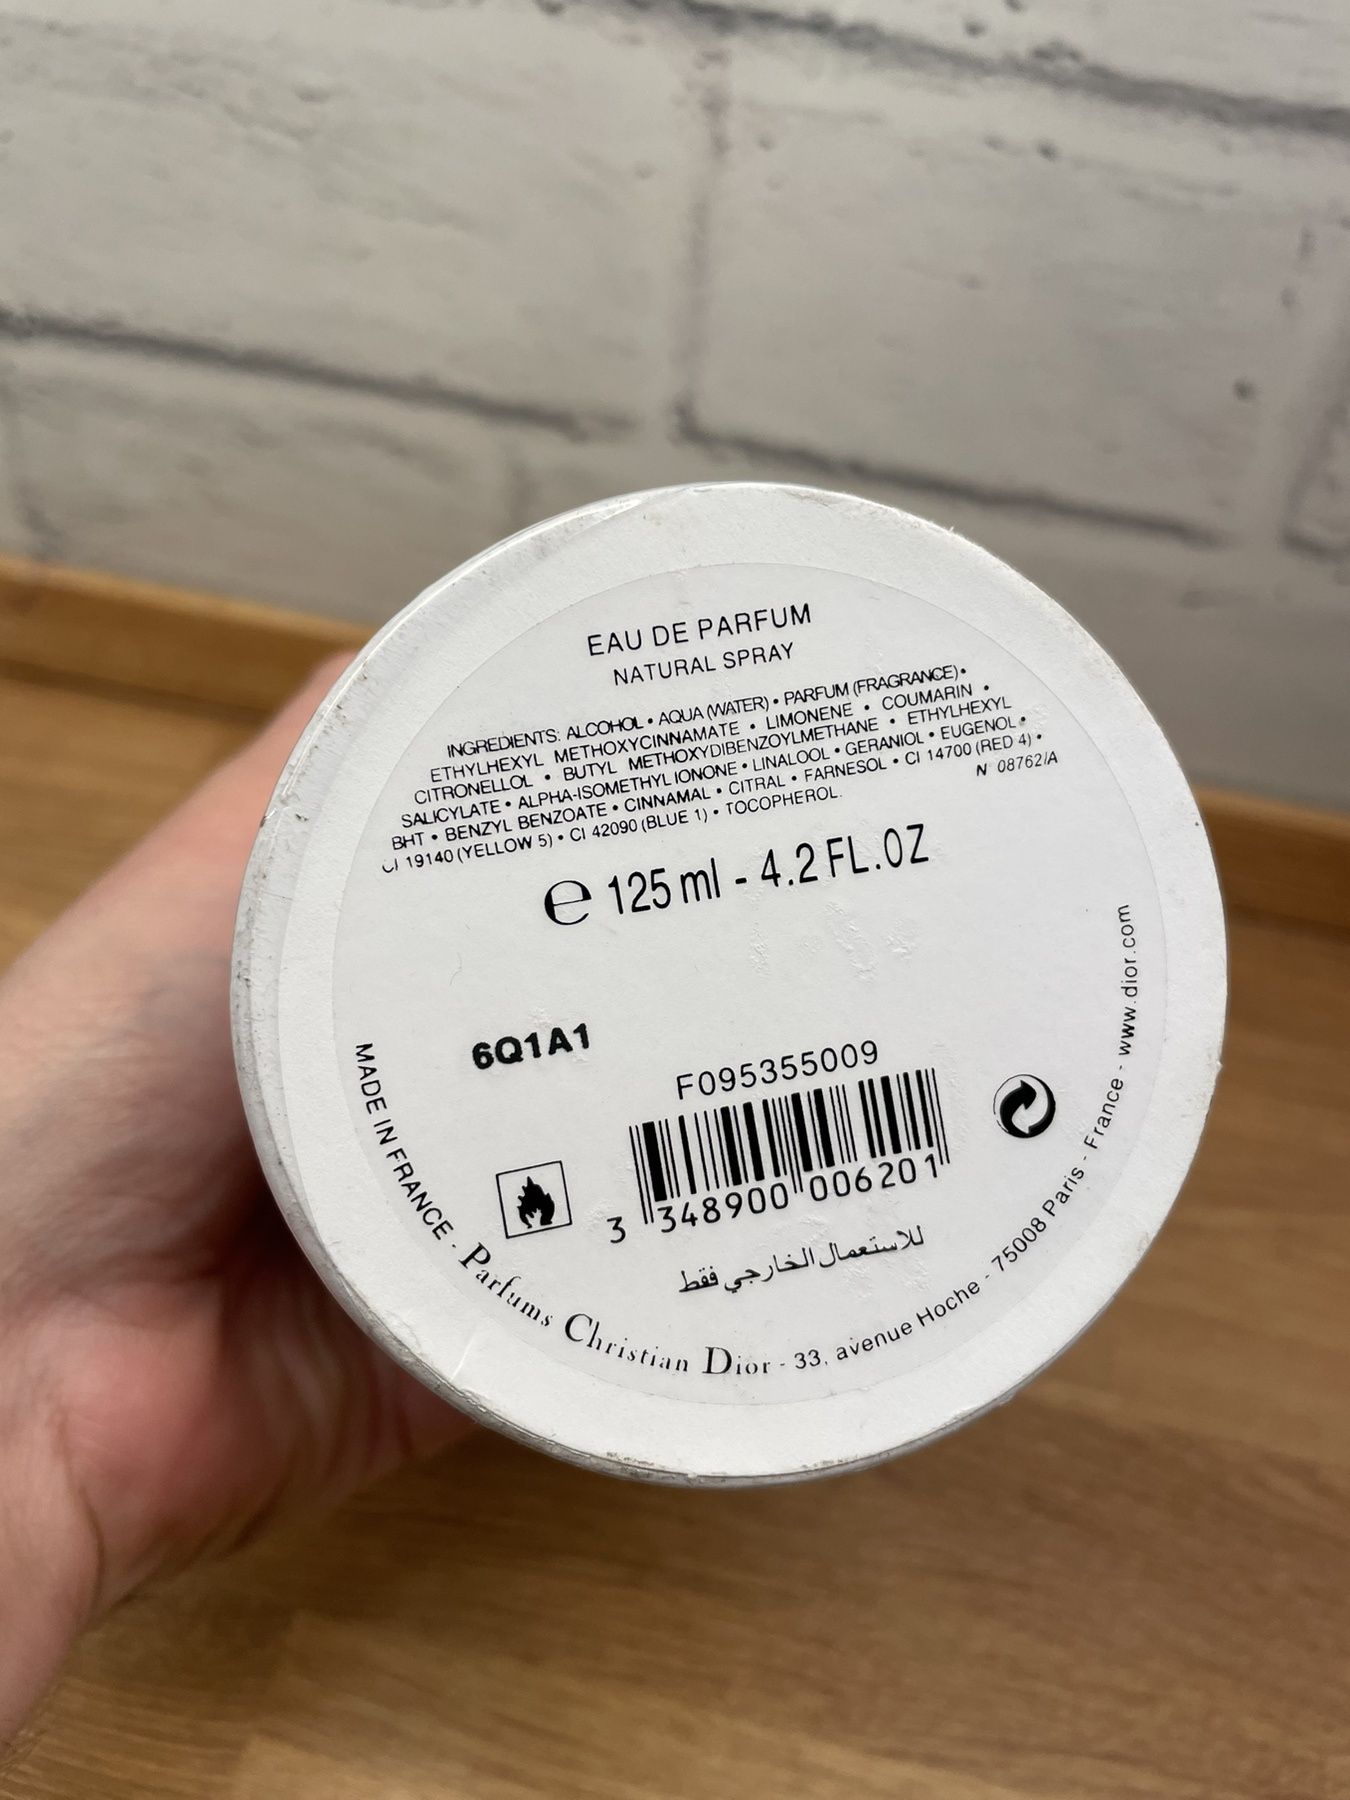 EAU DE PARFUM
NATURAL SPRAY
INGREDIENTS: ALCOHOL • AQUA (WATER) • PARFUM (FRAGRANCE) •
ETHYLHEXYL METHOXYCINNAMATE • LIMONENE • COUMARIN •
CITRONELLOL • BUTYL METHOXYDIBENZOYLMETHANE • ETHYLHEXYL
SALICYLATE • ALPHA-ISOMETHYL IONONE • LINALOOL • GERANIOL • EUGENOL •
BHT • BENZYL BENZOATE • CINNAMAL • CITRAL • FARNESOL • CI 14700 (RED 4) •
CI 19140 (YELLOW 5) • CI 42090 (BLUE 1) • TOCOPHEROL.
N 08762/A
℮ 125 ml - 4.2 FL.OZ
6Q1A1
F095355009
3 348900 006201
للاستعمال الخارجي فقط
MADE IN FRANCE - Parfums Christian Dior - 33, avenue Hoche - 75008 Paris - France - www.dior.com